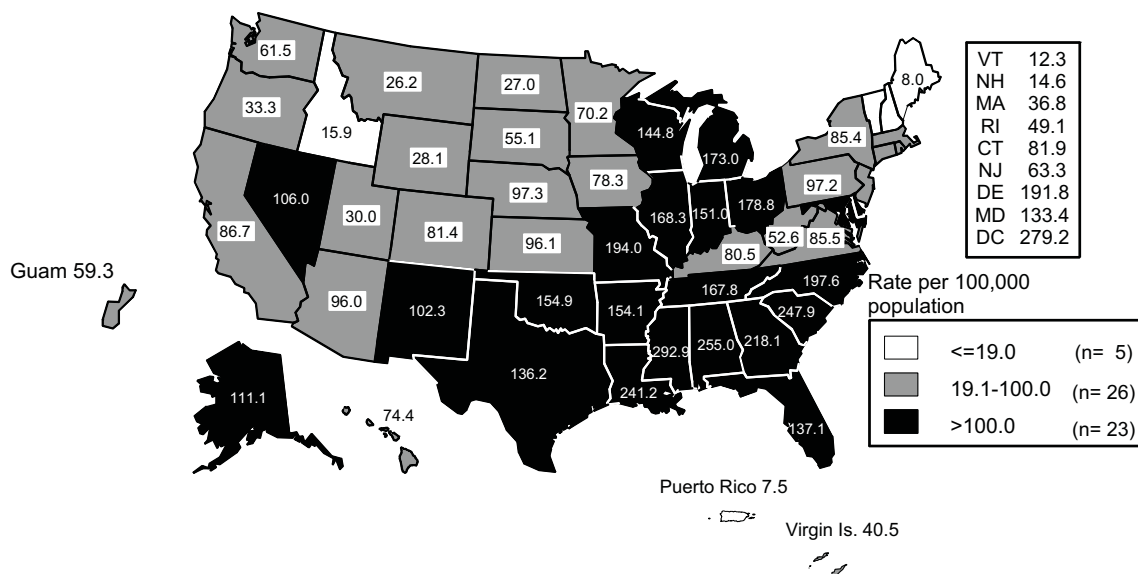 61.5
26.2
27.0
8.0
33.3
70.2
15.9
55.1
144.8
85.4
28.1
173.0
97.3
78.3
97.2
106.0
30.0
81.4
168.3
151.0
178.8
86.7
96.1
194.0
80.5
52.6
85.5
96.0
102.3
154.9
154.1
167.8
197.6
247.9
136.2
292.9
255.0
218.1
241.2
137.1
Guam 59.3
111.1
74.4
Puerto Rico 7.5
Virgin Is. 40.5
VT 12.3
NH 14.6
MA 36.8
RI 49.1
CT 81.9
NJ 63.3
DE 191.8
MD 133.4
DC 279.2
Rate per 100,000
population
<=19.0 (n= 5)
19.1-100.0 (n= 26)
>100.0 (n= 23)